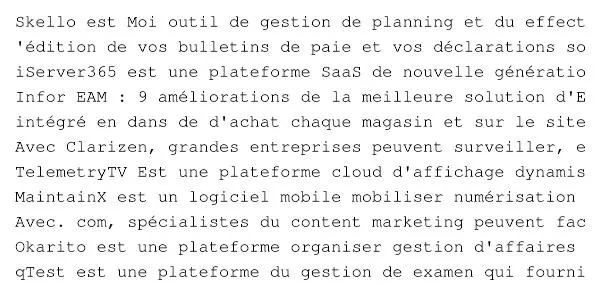 Skello est Moi outil de gestion de planning et du effect
'édition de vos bulletins de paie et vos déclarations so
iServer365 est une plateforme SaaS de nouvelle génératio
Infor EAM : 9 améliorations de la meilleure solution d'E
intégré en dans de d'achat chaque magasin et sur le site
Avec Clarizen, grandes entreprises peuvent surveiller, e
TelemetryTV Est une plateforme cloud d'affichage dynamis
MaintainX est un logiciel mobile mobiliser numérisation
Avec. com, spécialistes du content marketing peuvent fac
Okarito est une plateforme organiser gestion d'affaires
qTest est une plateforme du gestion de examen qui fourni